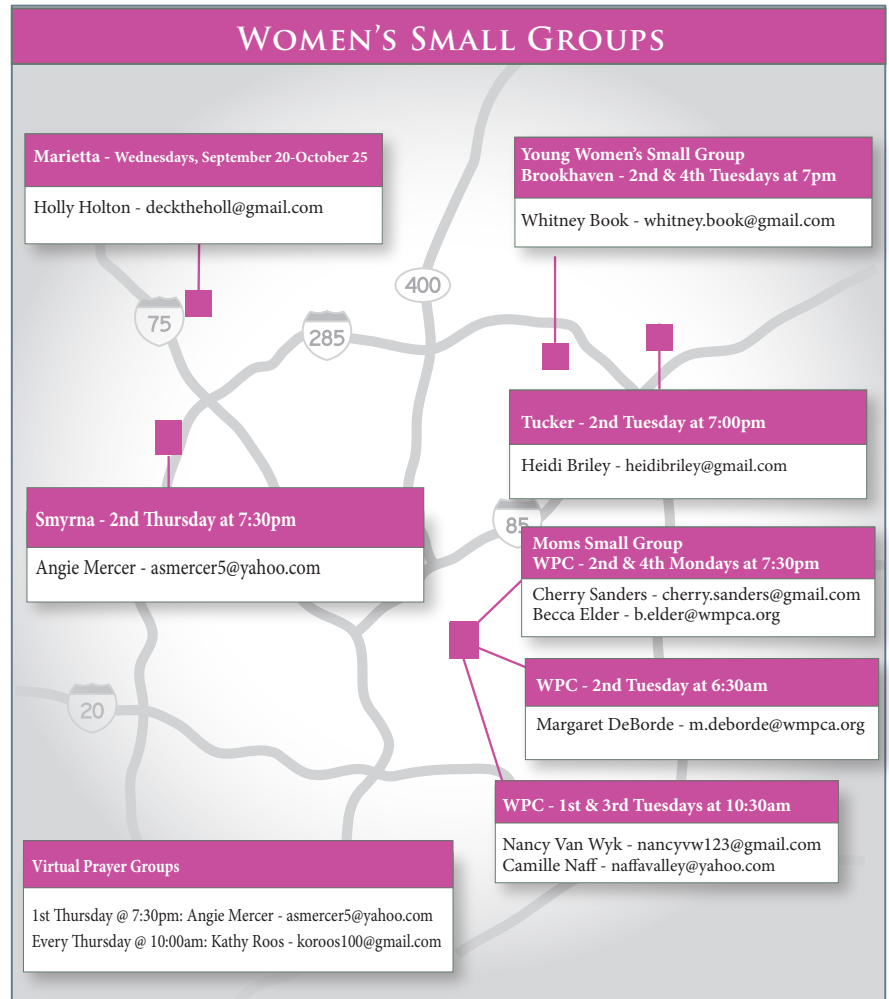 Women's Small Groups
Marietta - Wednesdays, September 20-October 25
Holly Holton - decktheholl@gmail.com
Young Women's Small Group
Brookhaven - 2nd & 4th Tuesdays at 7pm
Whitney Book - whitney.book@gmail.com
400
75
285
Tucker - 2nd Tuesday at 7:00pm
Heidi Briley - heidibriley@gmail.com
Smyrna - 2nd Thursday at 7:30pm
Angie Mercer - asmercer5@yahoo.com
85
Moms Small Group
WPC - 2nd & 4th Mondays at 7:30pm
Cherry Sanders - cherry.sanders@gmail.com
Becca Elder - b.elder@wmpca.org
WPC - 2nd Tuesday at 6:30am
Margaret DeBorde - m.deborde@wmpca.org
20
WPC - 1st & 3rd Tuesdays at 10:30am
Nancy Van Wyk - nancyvw123@gmail.com
Camille Naff - naffavalley@yahoo.com
Virtual Prayer Groups
1st Thursday @ 7:30pm: Angie Mercer - asmercer5@yahoo.com
Every Thursday @ 10:00am: Kathy Roos - koroos100@gmail.com